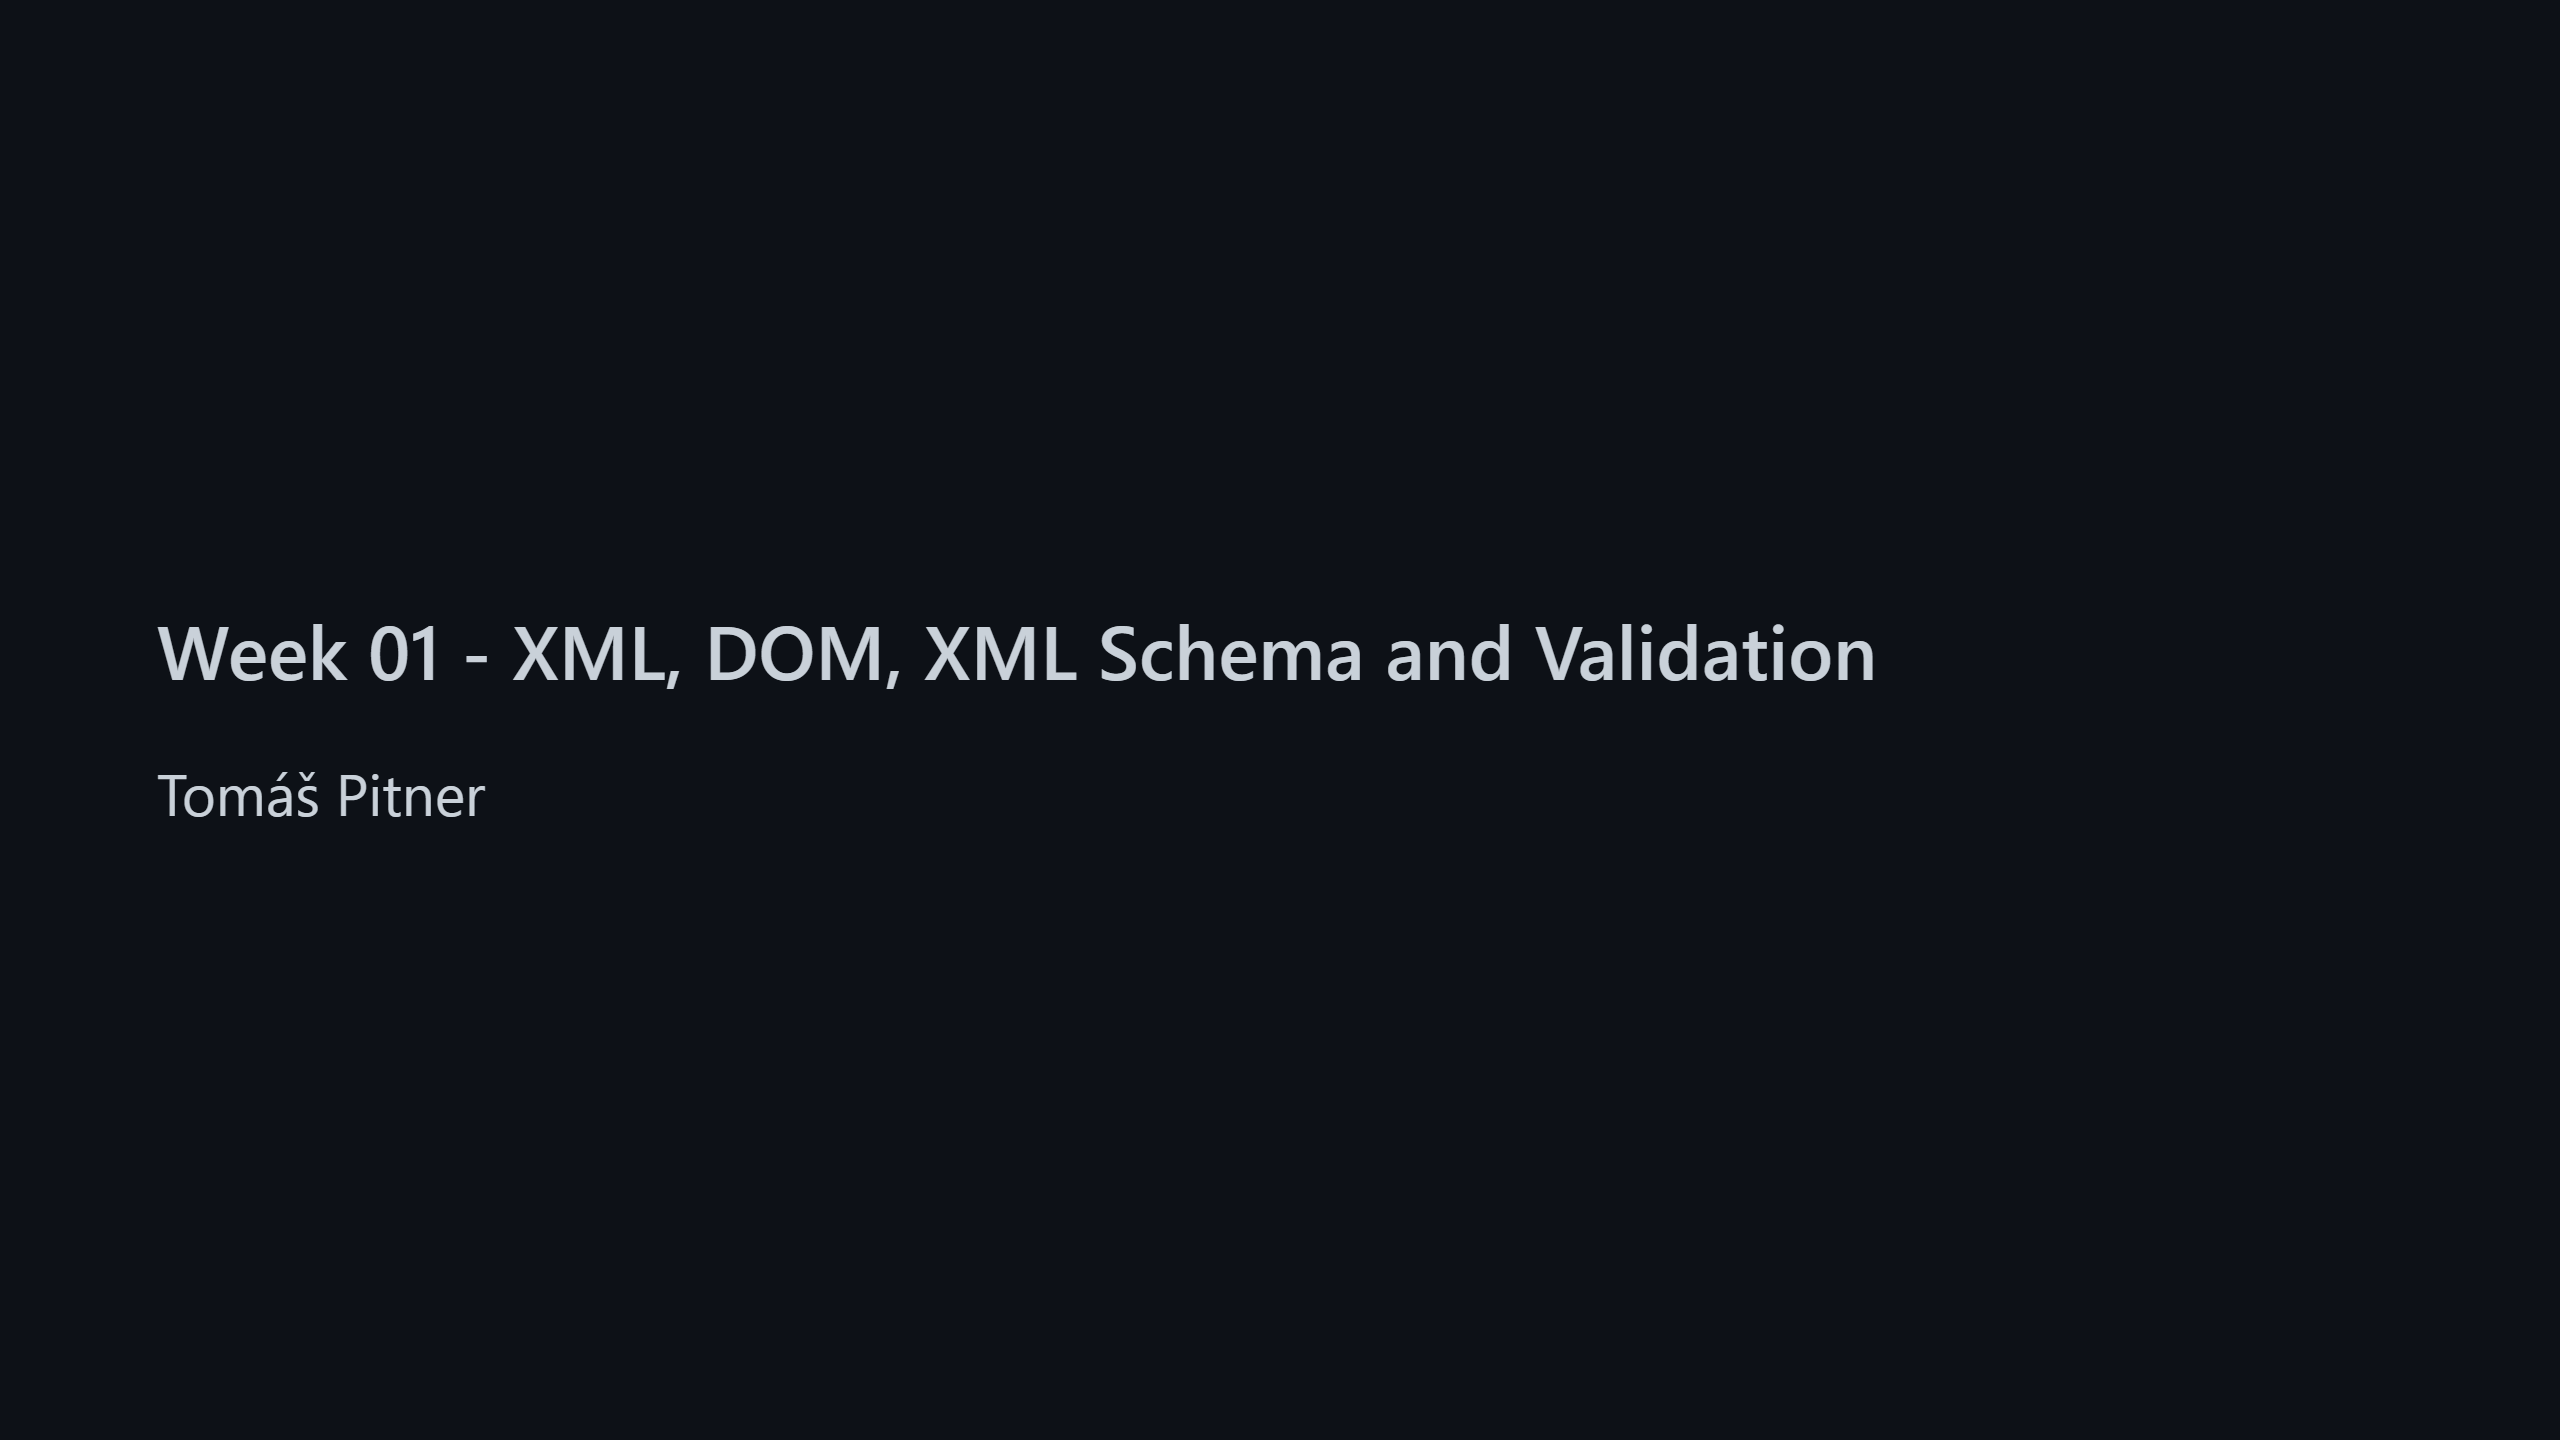 Week 01 - XML, DOM, XML Schema and Validation
Tomáš Pitner